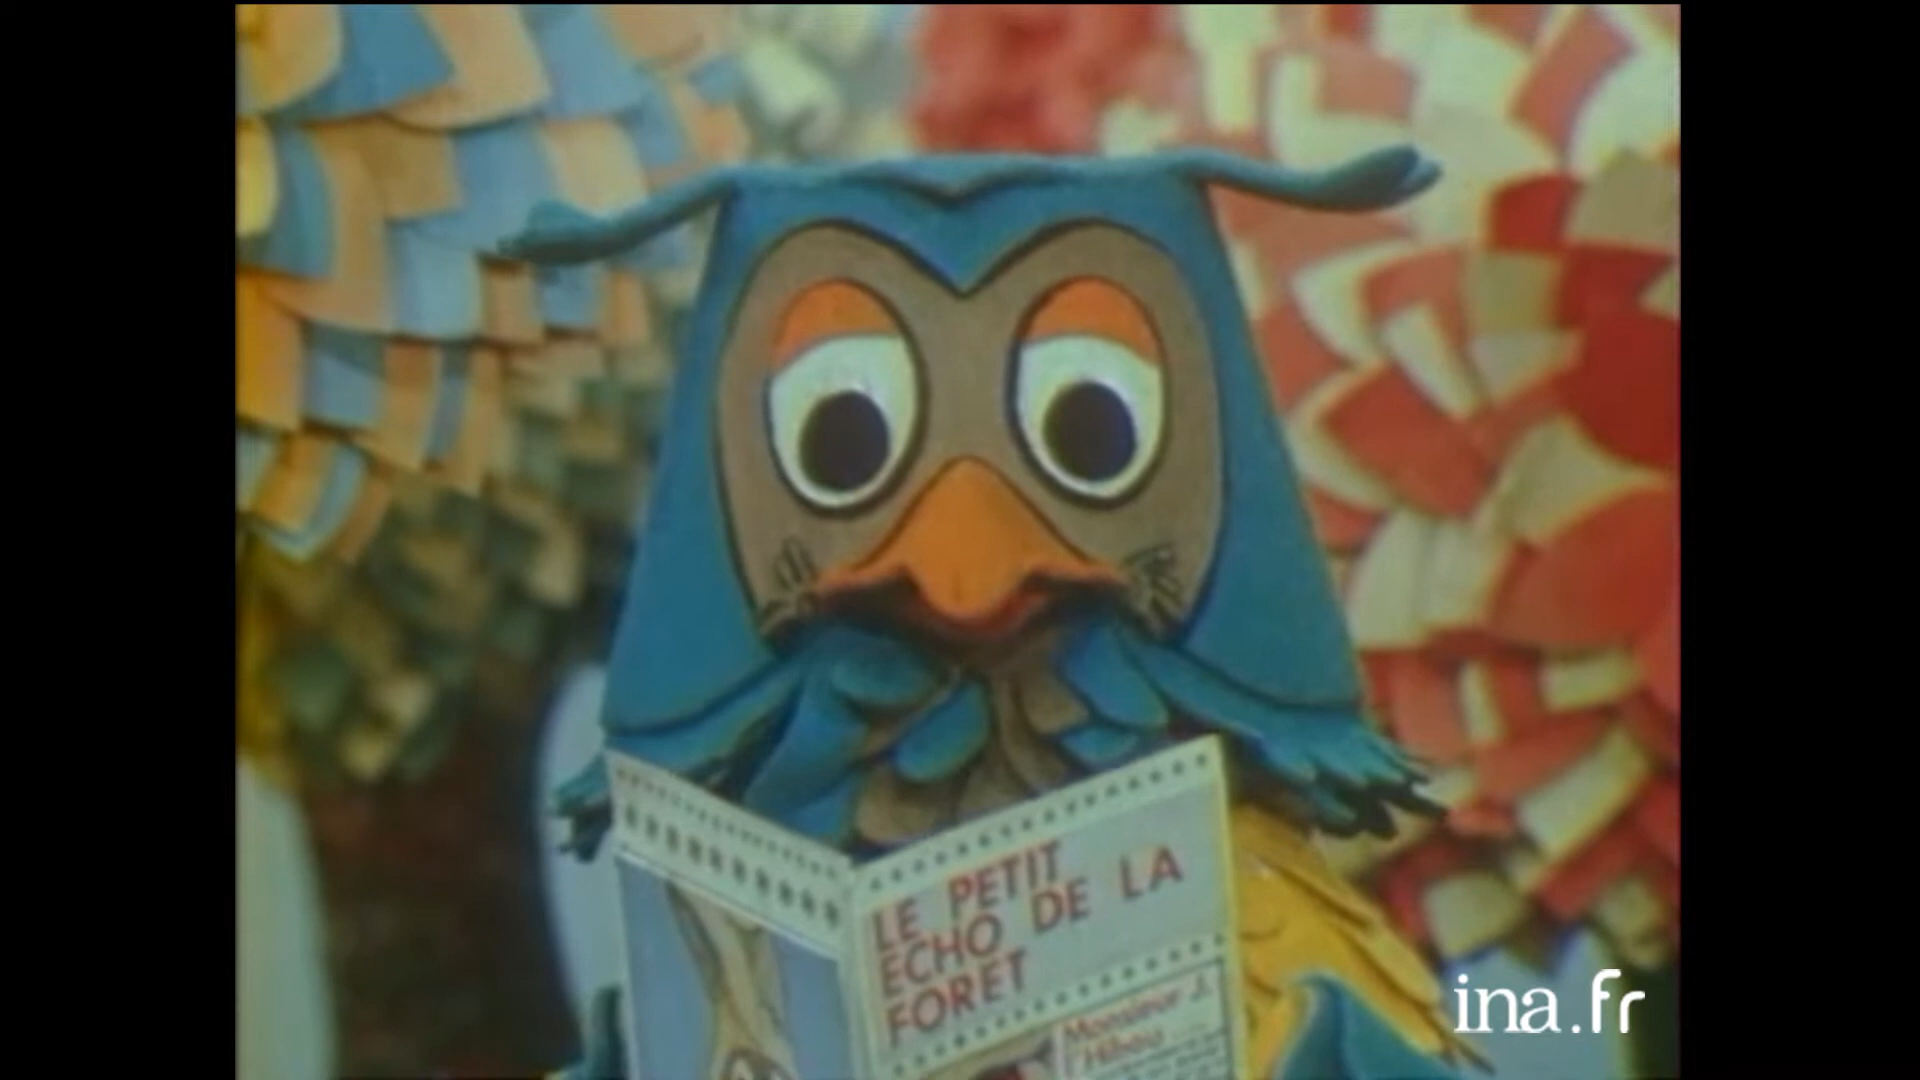 LE PETIT
ECHO DE LA
FORET
Monsieur J.
l'Hibou
ina.fr